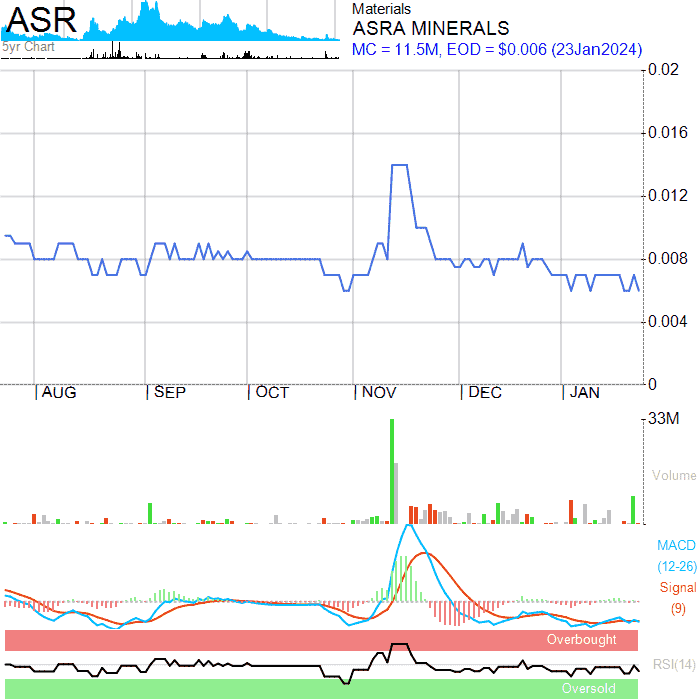 ASR
5yr Chart
Materials
ASRA MINERALS
MC = 11.5M, EOD = $0.006 (23Jan2024)
0.02
0.016
0.012
0.008
0.004
0
AUG SEP OCT NOV DEC JAN
33M
Volume
MACD
(12-26)
Signal
(9)
Overbought
RSI(14)
Oversold